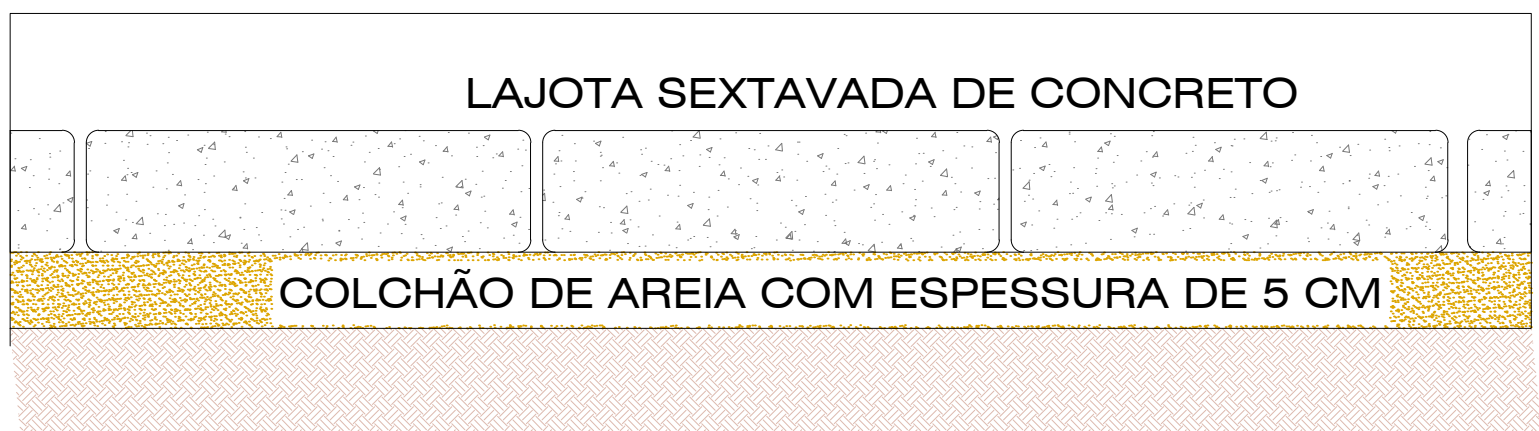 LAJOTA SEXTAVADA DE CONCRETO
COLCHÃO DE AREIA COM ESPESSURA DE 5 CM